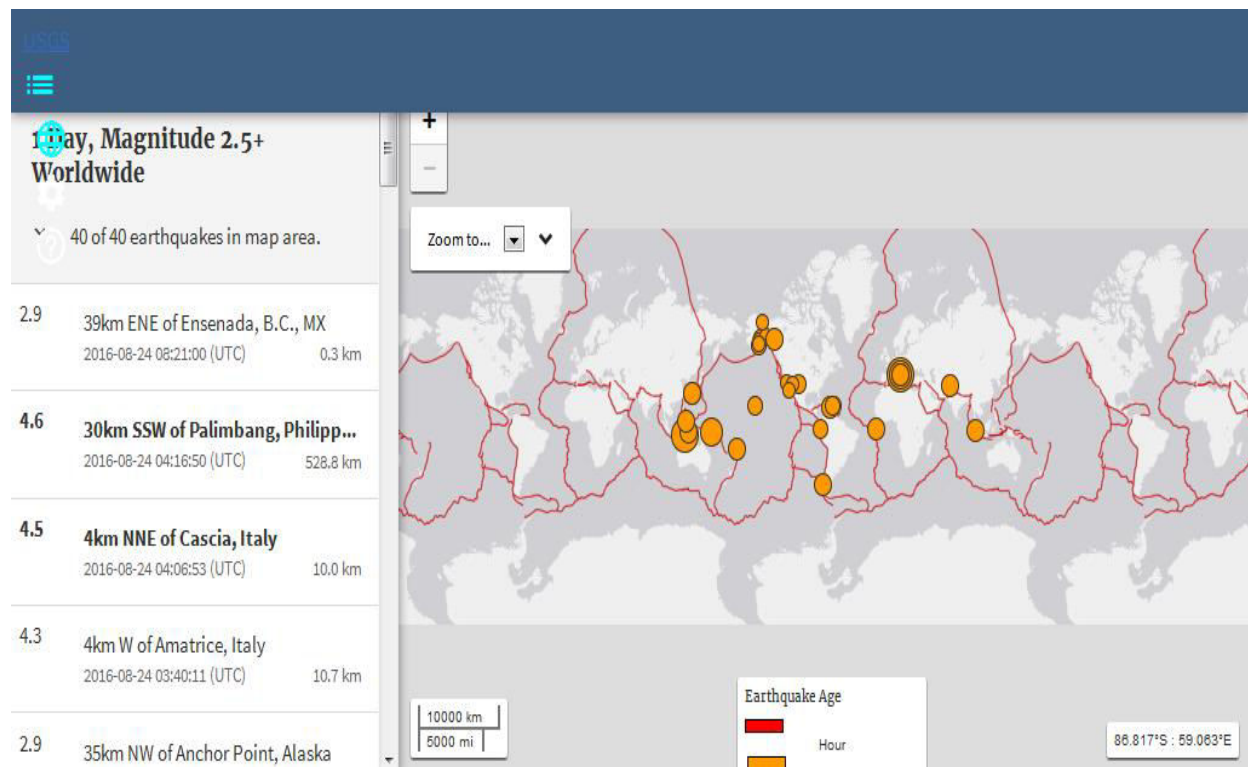 USGS
1 Day, Magnitude 2.5+
Worldwide
40 of 40 earthquakes in map area.
2.9
39km ENE of Ensenada, B.C., MX
2016-08-24 08:21:00 (UTC) 0.3 km
4.6
30km SSW of Palimbang, Philipp...
2016-08-24 04:16:50 (UTC) 528.8 km
4.5
4km NNE of Cascia, Italy
2016-08-24 04:06:53 (UTC) 10.0 km
4.3
4km W of Amatrice, Italy
2016-08-24 03:40:11 (UTC) 10.7 km
2.9
35km NW of Anchor Point, Alaska
+
−
Zoom to...
10000 km
5000 mi
Earthquake Age
Hour
86.817°S : 59.063°E